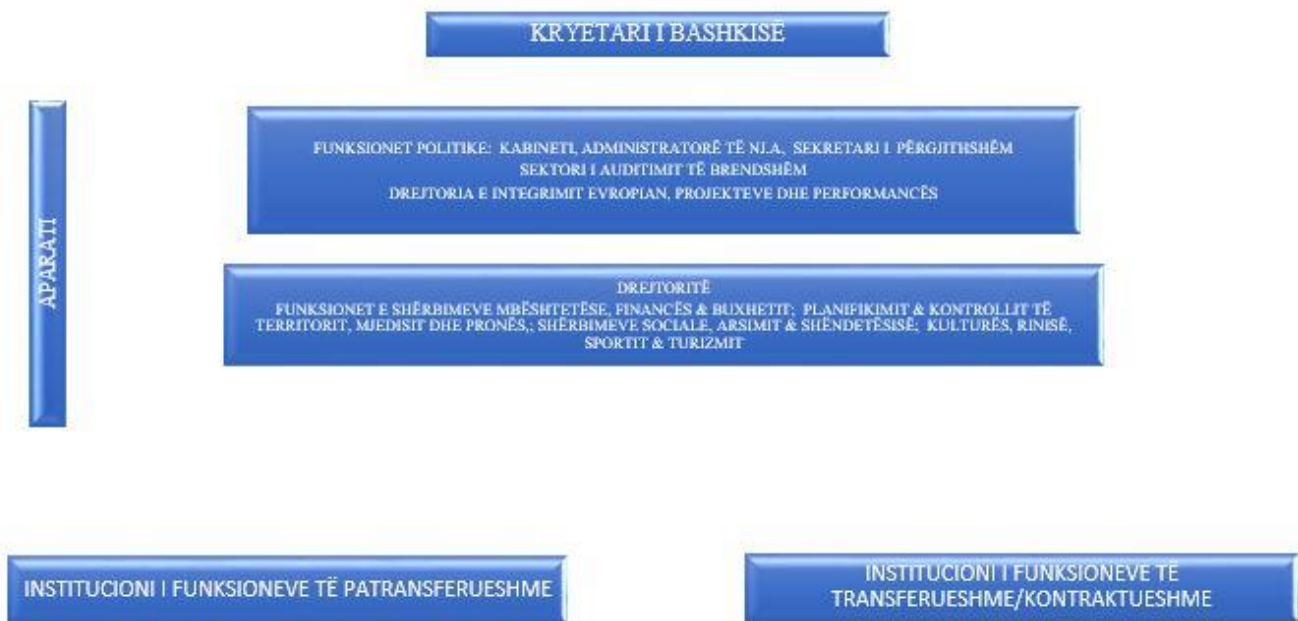 KRYETARI I BASHKISË
APARATI
FUNKSIONET POLITIKE: KABINETI, ADMINISTRATORË TË NJ.A, SEKRETARI I PËRGJITHSHËM
SEKTORI I AUDITIMIT TË BRENDSHËM
DREJTORIA E INTEGRIMIT EVROPIAN, PROJEKTEVE DHE PERFORMANCËS
DREJTORITË
FUNKSIONET E SHËRBIMEVE MBËSHTETËSE, FINANCËS & BUXHETIT; PLANIFIKIMIT & KONTROLLIT TË
TERRITORIT, MJEDISIT DHE PRONËS,; SHËRBIMEVE SOCIALE, ARSIMIT & SHËNDETËSISË; KULTURËS, RINISË,
SPORTIT & TURIZMIT
INSTITUCIONI I FUNKSIONEVE TË PATRANSFERUESHME
INSTITUCIONI I FUNKSIONEVE TË
TRANSFERUESHME/KONTRAKTUESHME